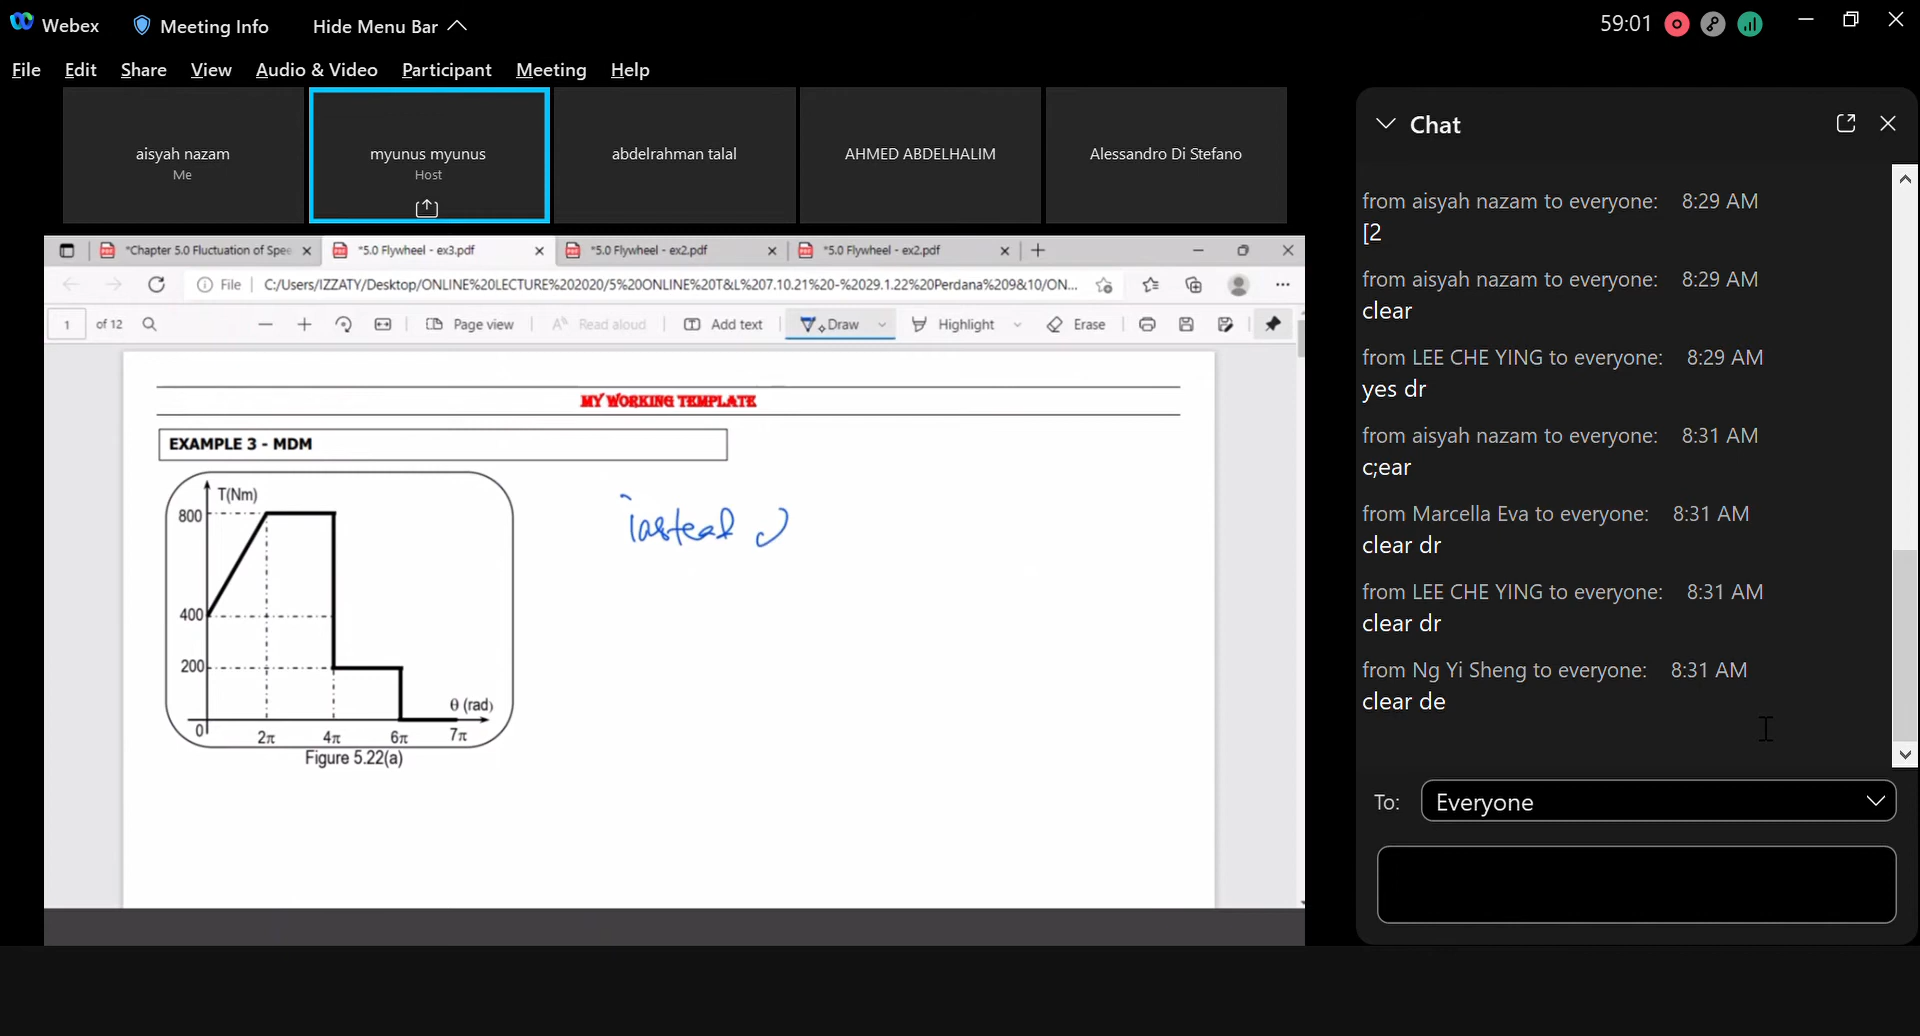 Webex
Meeting Info
Hide Menu Bar
59:01
File Edit Share View Audio & Video Participant Meeting Help
aisyah nazam
Me
myunus myunus
Host
abdelrahman talal
AHMED ABDELHALIM
Alessandro Di Stefano
*Chapter 5.0 Fluctuation of Spee
*5.0 Flywheel - ex3.pdf
*5.0 Flywheel - ex2.pdf
*5.0 Flywheel - ex2.pdf
File C:/Users/IZZATY/Desktop/ONLINE%20LECTURE%202020/5%20ONLINE%20T&L%207.10.21%20-%2029.1.22%20Perdana%209&10/ON...
1 of 12 Page view Read aloud Add text Draw Highlight Erase
MY WORKING TEMPLATE
EXAMPLE 3 - MDM
T(Nm)
800
400
200
0
2π 4π 6π 7π
θ (rad)
Figure 5.22(a)
instead
Chat
from aisyah nazam to everyone: 8:29 AM
[2
from aisyah nazam to everyone: 8:29 AM
clear
from LEE CHE YING to everyone: 8:29 AM
yes dr
from aisyah nazam to everyone: 8:31 AM
c;ear
from Marcella Eva to everyone: 8:31 AM
clear dr
from LEE CHE YING to everyone: 8:31 AM
clear dr
from Ng Yi Sheng to everyone: 8:31 AM
clear de
To: Everyone